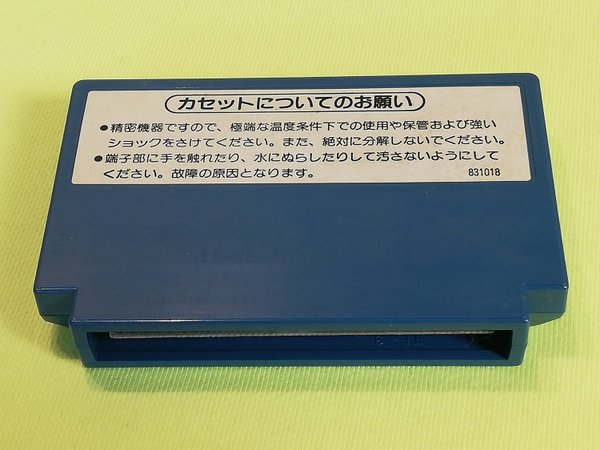 カセットについてのお願い
●精密機器ですので、極端な温度条件下での使用や保管および強い
ショックをさけてください。また、絶対に分解しないでください。
●端子部に手を触れたり、水にぬらしたりして汚さないようにして
ください。故障の原因となります。
831018